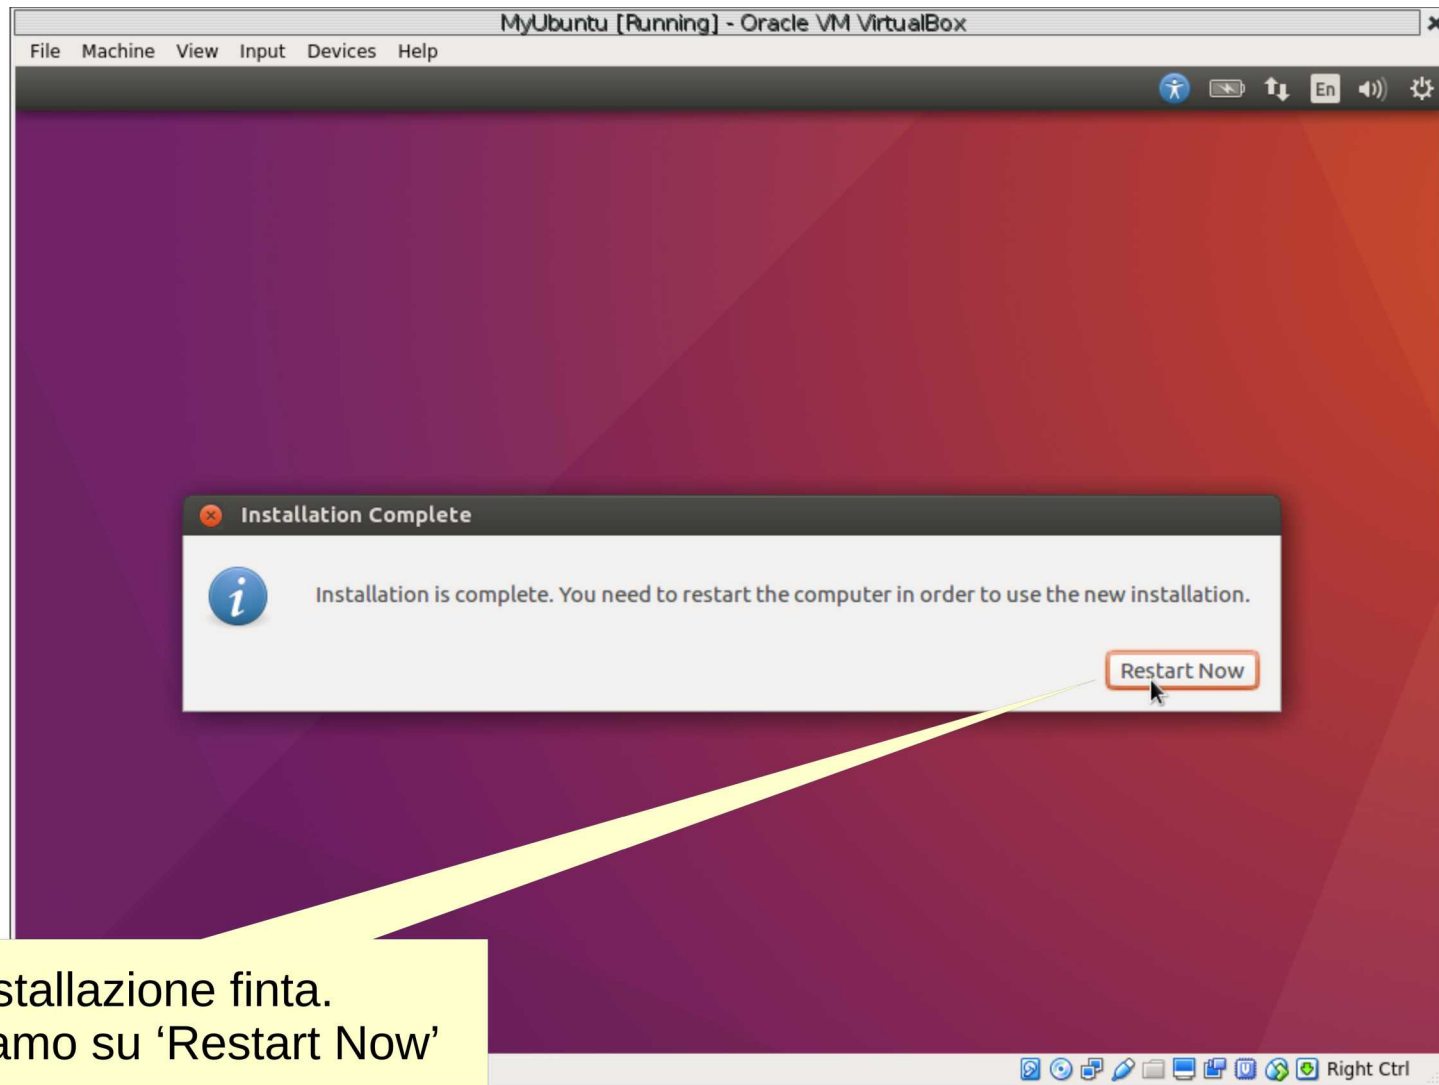 MyUbuntu [Running] - Oracle VM VirtualBox
File Machine View Input Devices Help
En
Installation Complete
i
Installation is complete. You need to restart the computer in order to use the new installation.
Restart Now
stallazione finta.
amo su ‘Restart Now’
Right Ctrl